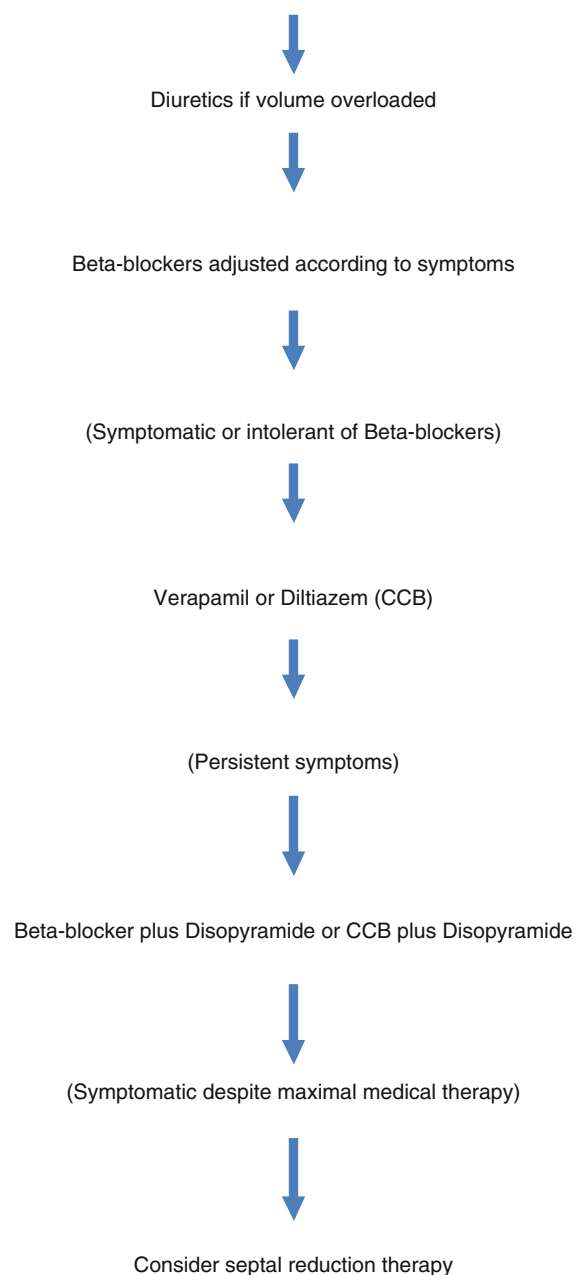 Diuretics if volume overloaded
Beta-blockers adjusted according to symptoms
(Symptomatic or intolerant of Beta-blockers)
Verapamil or Diltiazem (CCB)
(Persistent symptoms)
Beta-blocker plus Disopyramide or CCB plus Disopyramide
(Symptomatic despite maximal medical therapy)
Consider septal reduction therapy